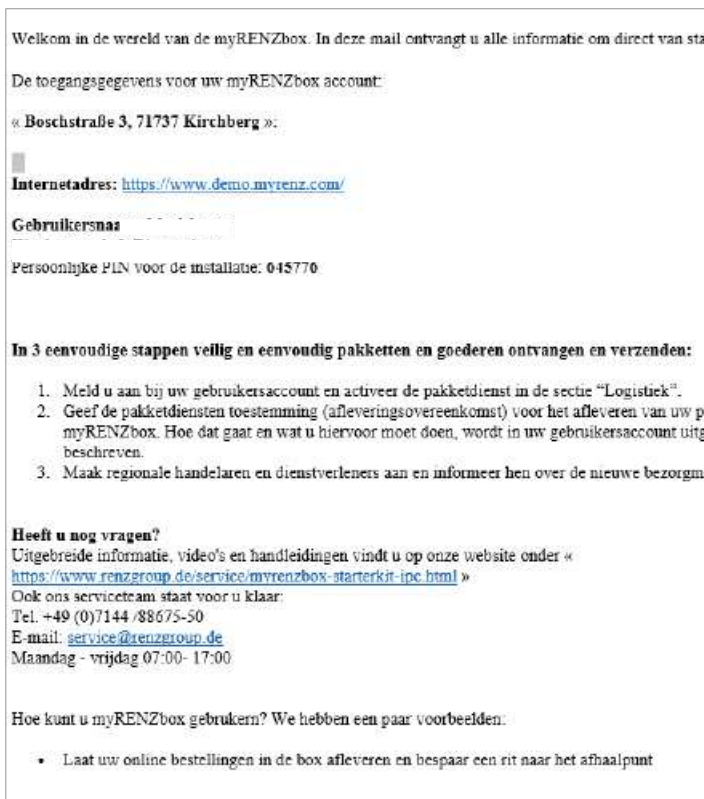 Welkom in de wereld van de myRENZbox. In deze mail ontvangt u alle informatie om direct van
De toegangsgegevens voor uw myRENZbox account:
« Boschstraße 3, 71737 Kirchberg »:
Internetadres: https://www.demo.myrenz.com/
Persoonlijke PIN voor de installatie: 045770
In 3 eenvoudige stappen veilig en eenvoudig pakketten en goederen ontvangen en verzenden:
1. Meld u aan bij uw gebruikersaccount en activeer de pakketdienst in de sectie “Logistiek”.
2. Geef de pakketdiensten toestemming (afleveringsovereenkomst) voor het afleveren van uw
myRENZbox. Hoe dat gaat en wat u hiervoor moet doen, wordt in uw gebruikersaccount
beschreven.
3. Maak regionale handelaren en dienstverleners aan en informeer hen over de nieuwe
Heeft u nog vragen?
Uitgebreide informatie, video's en handleidingen vindt u op onze website onder «
https://www.renzgroup.de/service/myrenzbox-starterkit-ipc.html »
Ook ons serviceteam staat voor u klaar:
Tel. +49 (0)7144 /88675-50
E-mail: service@renzgroup.de
Maandag - vrijdag 07:00- 17:00
Hoe kunt u myRENZbox gebrukern? We hebben een paar voorbeelden:
• Laat uw online bestellingen in de box afleveren en bespaar een rit naar het afhaalpunt